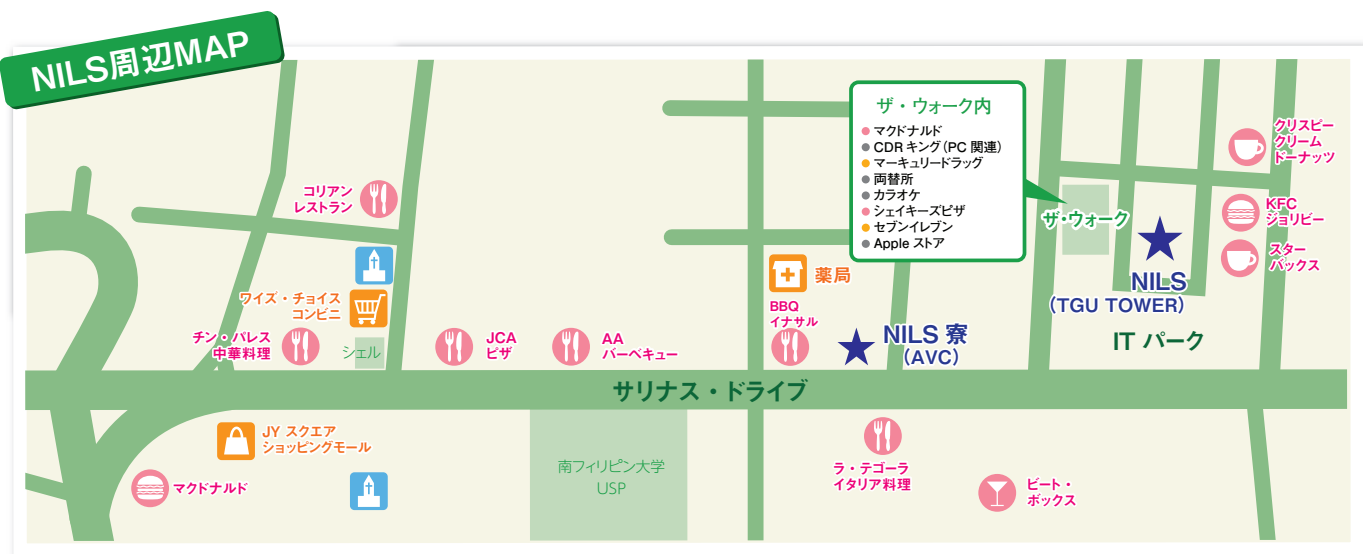 NILS周辺MAP
ザ・ウォーク内
マクドナルド
CDR キング(PC 関連)
マーキュリードラッグ
両替所
カラオケ
シェイキーズピザ
セブンイレブン
Apple ストア
クリスピー
クリーム
ドーナッツ
コリアン
レストラン
KFC
ジョリビー
ザ・ウォーク
スター
バックス
NILS
(TGU TOWER)
IT パーク
薬局
ワイズ・チョイス
コンビニ
BBQ
イナサル
チン・パレス
中華料理
シェル
JCA
ピザ
AA
バーベキュー
NILS 寮
(AVC)
サリナス・ドライブ
JY スクエア
ショッピングモール
マクドナルド
南フィリピン大学
USP
ラ・テゴーラ
イタリア料理
ビート・
ボックス